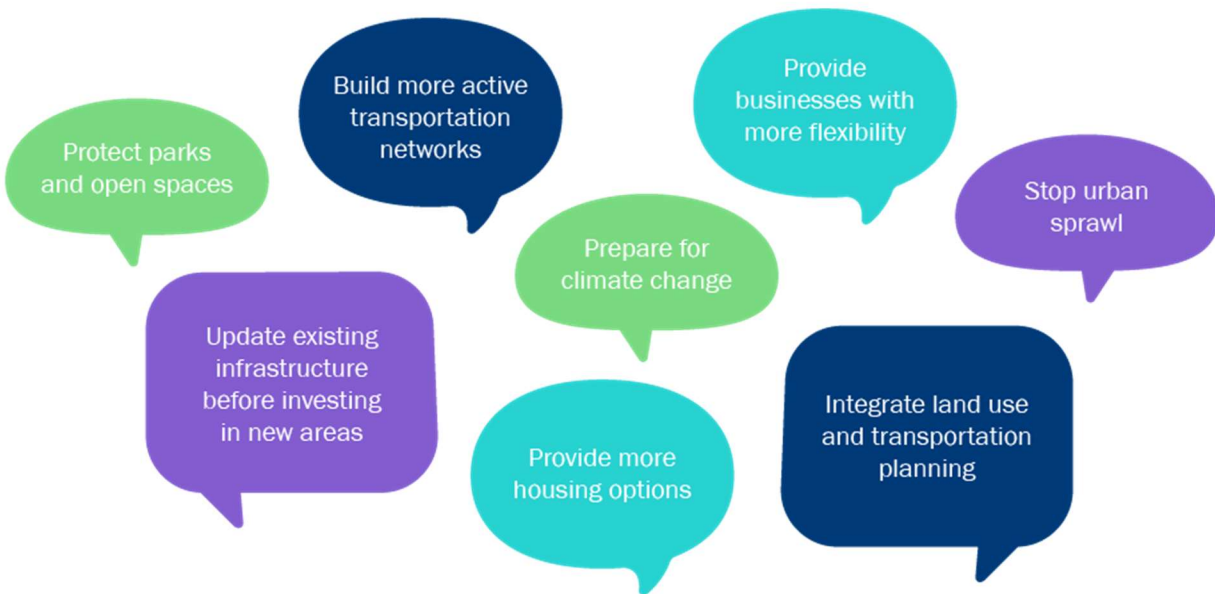 Protect parks
and open spaces
Build more active
transportation
networks
Provide
businesses with
more flexibility
Stop urban
sprawl
Prepare for
climate change
Update existing
infrastructure
before investing
in new areas
Provide more
housing options
Integrate land use
and transportation
planning